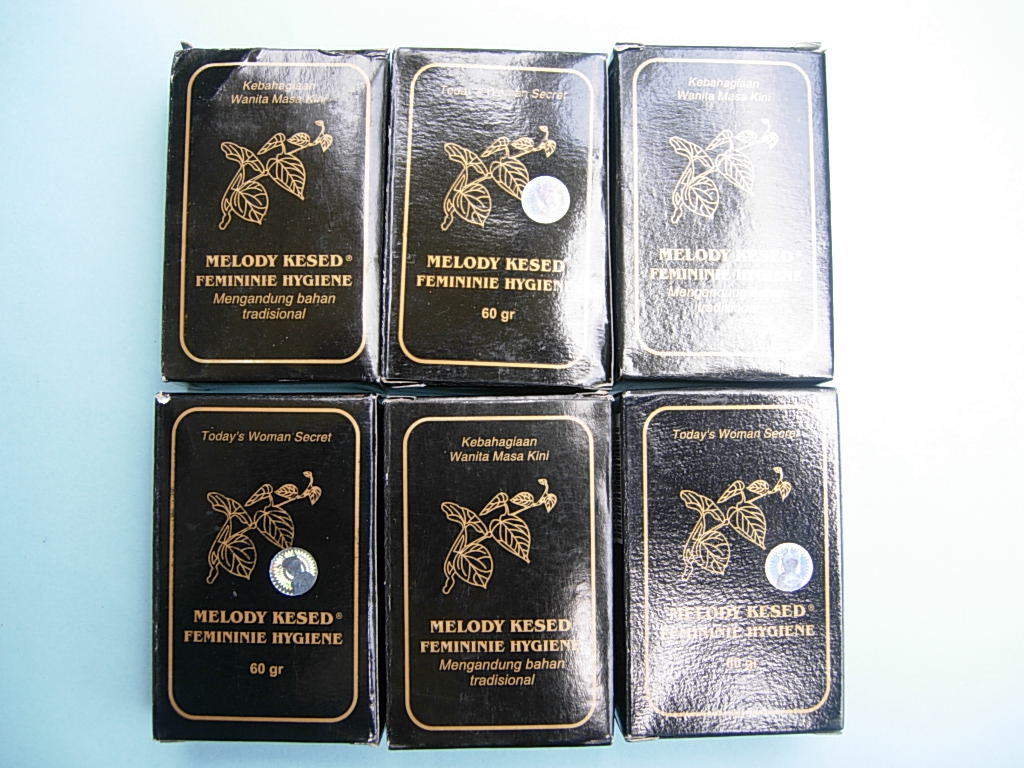 Kebahagiaan
Wanita Masa Kini
MELODY KESED®
FEMININIE HYGIENE
Mengandung bahan
tradisional
Today's Woman Secret
MELODY KESED
FEMININIE HYGIENE
60 gr
Kebahagiaan
Wanita Masa Kini
MELODY KESED®
FEMININIE HYGIENE
Today's Woman Secret
MELODY KESED®
FEMININIE HYGIENE
60 gr
Kebahagiaan
Wanita Masa Kini
MELODY KESED
FEMININIE HYGIENE
Mengandung bahan
tradisional
Today's Woman Secret
MELODY KESED®
FEMININIE HYGIENE
60 gr